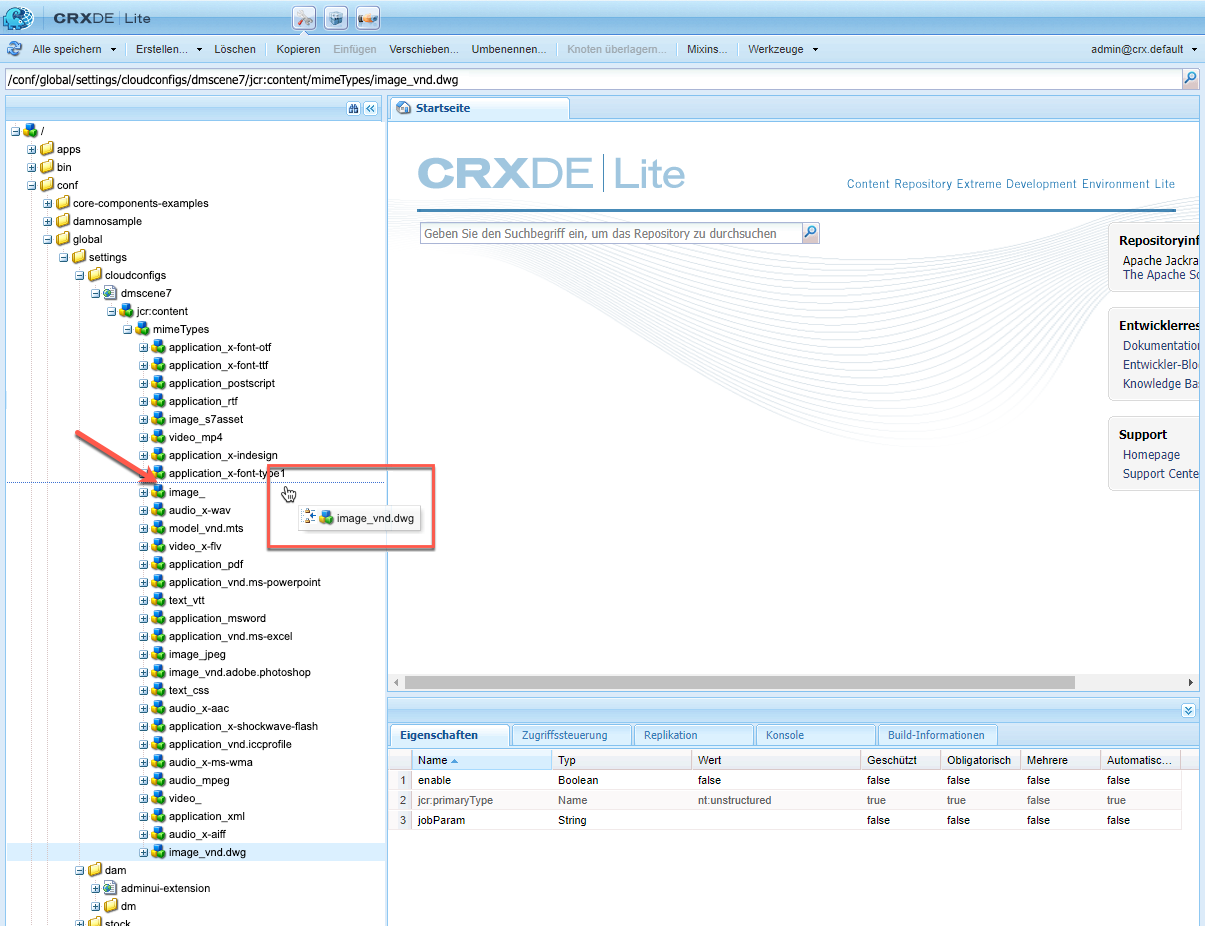 CRXDE | Lite
Alle speichern Erstellen... Löschen Kopieren Einfügen Verschieben... Umbenennen... Knoten überlagern... Mixins... Werkzeuge admin@crx.default
/conf/global/settings/cloudconfigs/dmscene7/jcr:content/mimeTypes/image_vnd.dwg
/
apps
bin
conf
core-components-examples
damnosample
global
settings
cloudconfigs
dmscene7
jcr:content
mimeTypes
application_x-font-otf
application_x-font-ttf
application_postscript
application_rtf
image_s7asset
video_mp4
application_x-indesign
application_x-font-type1
image_
audio_x-wav
model_vnd.mts
video_x-flv
application_pdf
application_vnd.ms-powerpoint
text_vtt
application_msword
application_vnd.ms-excel
image_jpeg
image_vnd.adobe.photoshop
text_css
audio_x-aac
application_x-shockwave-flash
application_vnd.iccprofile
audio_x-ms-wma
audio_mpeg
video_
application_xml
audio_x-aiff
image_vnd.dwg
dam
adminui-extension
dm
stock
image_vnd.dwg
Startseite
CRXDE | Lite
Content Repository Extreme Development Environment Lite
Geben Sie den Suchbegriff ein, um das Repository zu durchsuchen
Repositoryinf
Apache Jackra
The Apache So
Entwicklerres
Dokumentation
Entwickler-Blo
Knowledge Bas
Support
Homepage
Support Cente
Eigenschaften Zugriffssteuerung Replikation Konsole Build-Informationen
Name Typ Wert Geschützt Obligatorisch Mehrere Automatisc...
1 enable Boolean false false false false false
2 jcr:primaryType Name nt:unstructured true true false true
3 jobParam String false false false false